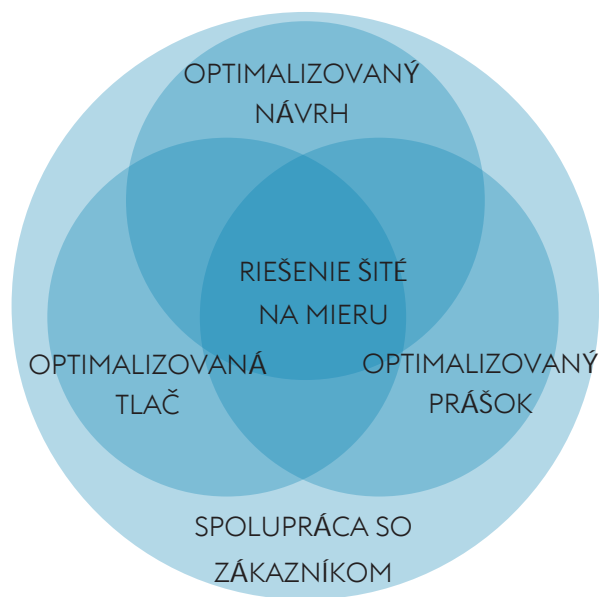 OPTIMALIZOVANÝ
NÁVRH
RIEŠENIE ŠITÉ
NA MIERU
OPTIMALIZOVANÁ
TLAČ
OPTIMALIZOVANÝ
PRÁŠOK
SPOLUPRÁCA SO
ZÁKAZNÍKOM